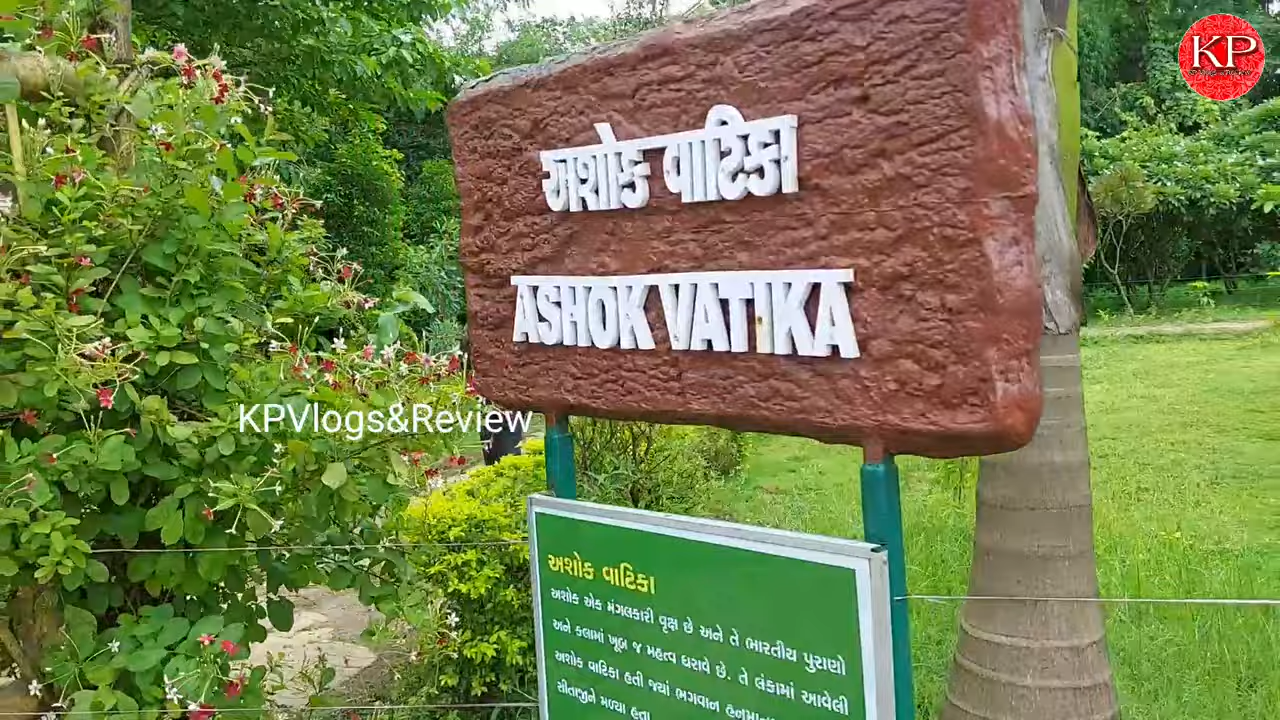 KP
અશોક વાટિકા
ASHOK VATIKA
KPVlogs&Review
અશોક વાટિકા
અશોક એક મંગલકારી વૃક્ષ છે અને તે ભારતીય પુરાણો
અને કલામાં ખૂબ જ મહત્વ ધરાવે છે. તે લંકામાં આવેલી
અશોક વાટિકા હતી જ્યાં ભગવાન
સીતાજીને મળ્યા હતા